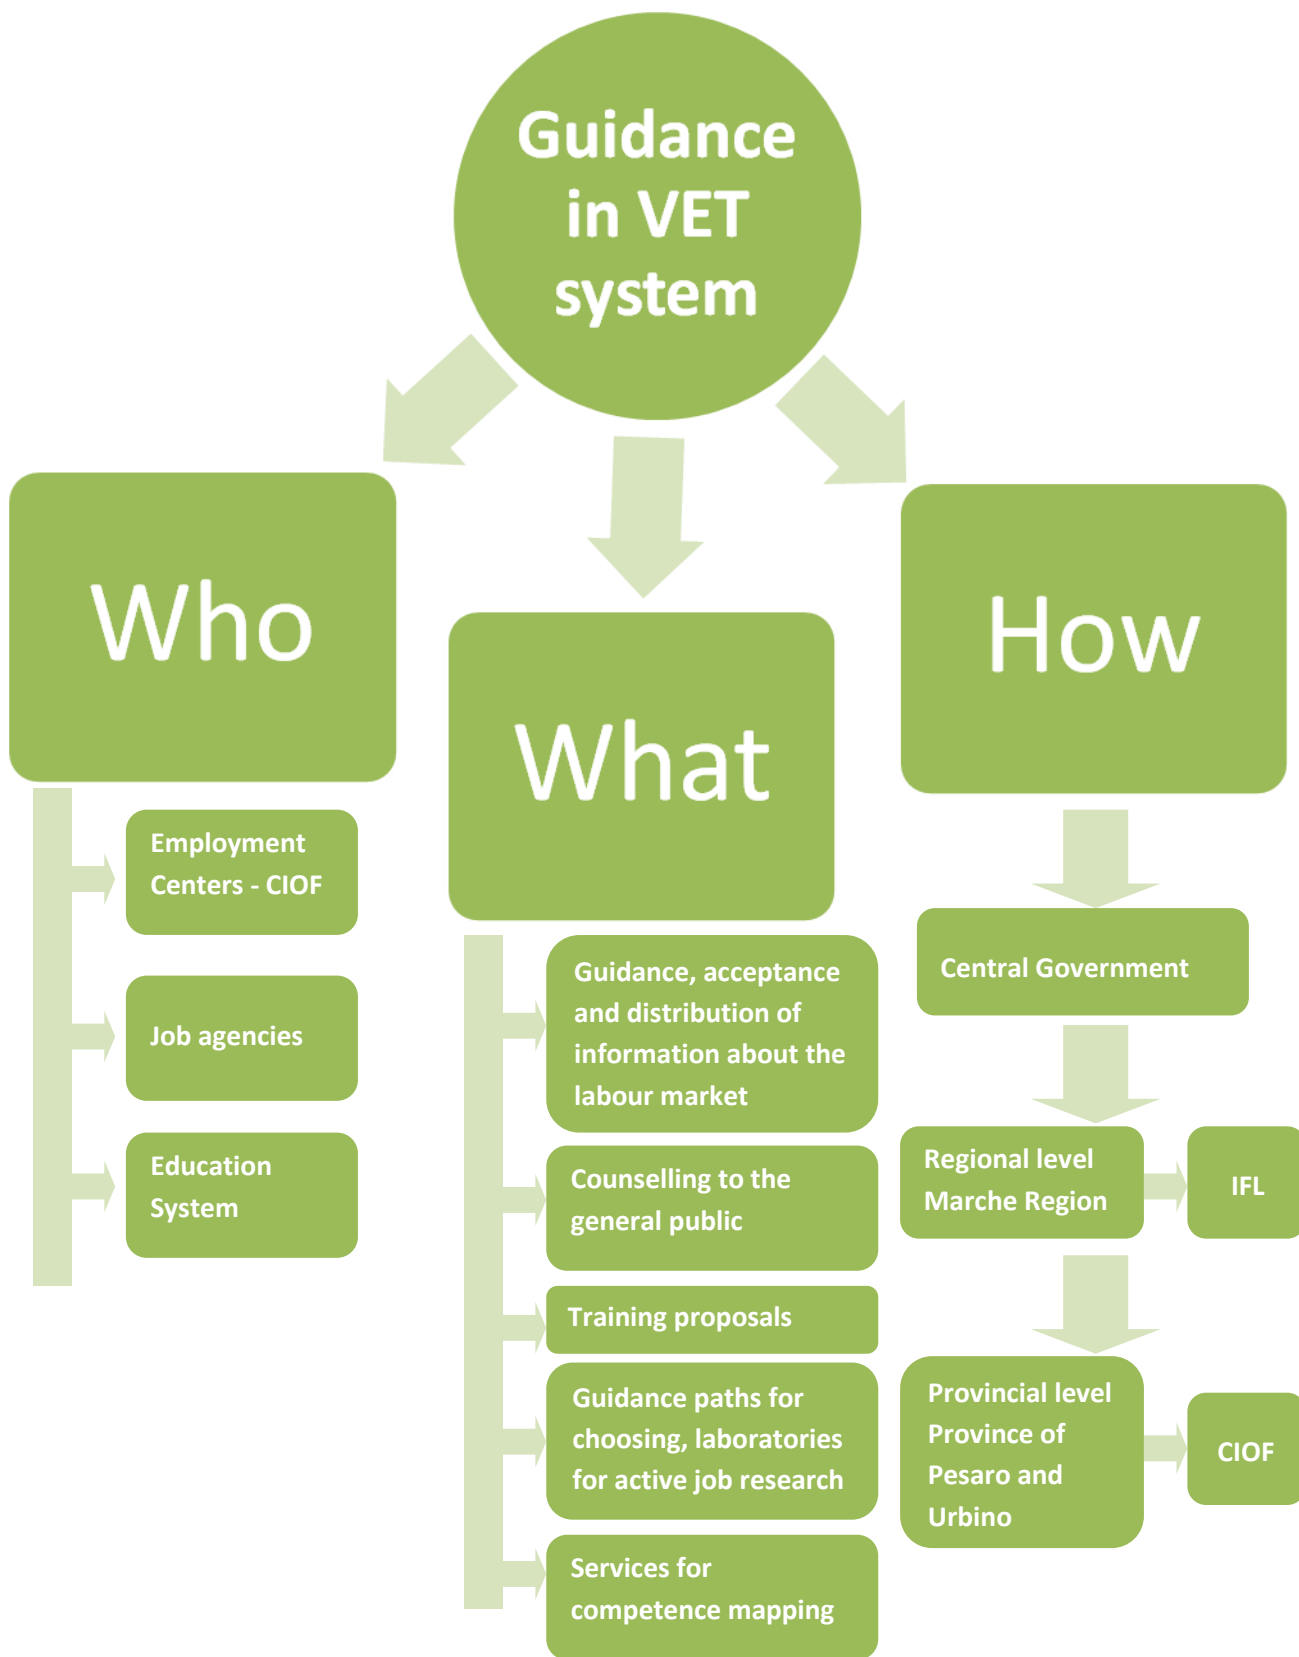 Guidance
in VET
system
Who
Employment
Centers - CIOF
Job agencies
Education
System
What
Guidance, acceptance
and distribution of
information about the
labour market
Counselling to the
general public
Training proposals
Guidance paths for
choosing, laboratories
for active job research
Services for
competence mapping
How
Central Government
Regional level
Marche Region
IFL
Provincial level
Province of
Pesaro and
Urbino
CIOF